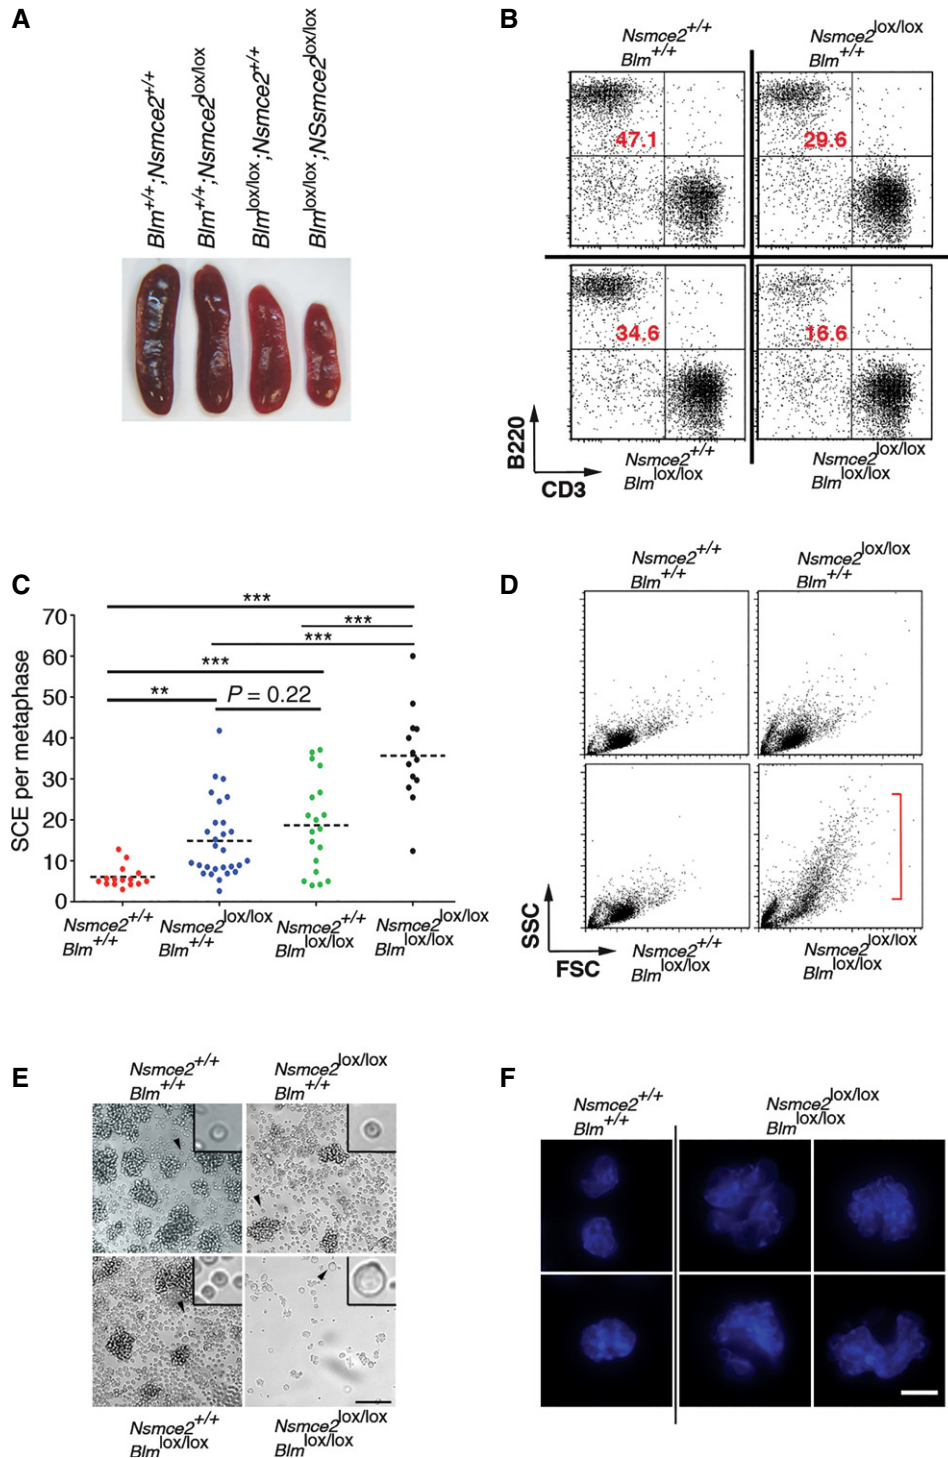 A
Blm+/+;Nsmce2+/+
Blm+/+;Nsmce2lox/lox
Blmlox/lox;Nsmce2+/+
Blmlox/lox;NSsmce2lox/lox
B
Nsmce2+/+
Blm+/+
Nsmce2lox/lox
Blm+/+
47.1
29.6
34.6
16.6
B220
CD3
Nsmce2+/+
Blmlox/lox
Nsmce2lox/lox
Blmlox/lox
C
***
***
***
***
**
P = 0.22
SCE per metaphase
70
60
50
40
30
20
10
0
Nsmce2+/+
Blm+/+
Nsmce2lox/lox
Blm+/+
Nsmce2+/+
Blmlox/lox
Nsmce2lox/lox
Blmlox/lox
D
Nsmce2+/+
Blm+/+
Nsmce2lox/lox
Blm+/+
SSC
FSC
Nsmce2+/+
Blmlox/lox
Nsmce2lox/lox
Blmlox/lox
E
Nsmce2+/+
Blm+/+
Nsmce2lox/lox
Blm+/+
Nsmce2+/+
Blmlox/lox
Nsmce2lox/lox
Blmlox/lox
F
Nsmce2+/+
Blm+/+
Nsmce2lox/lox
Blmlox/lox